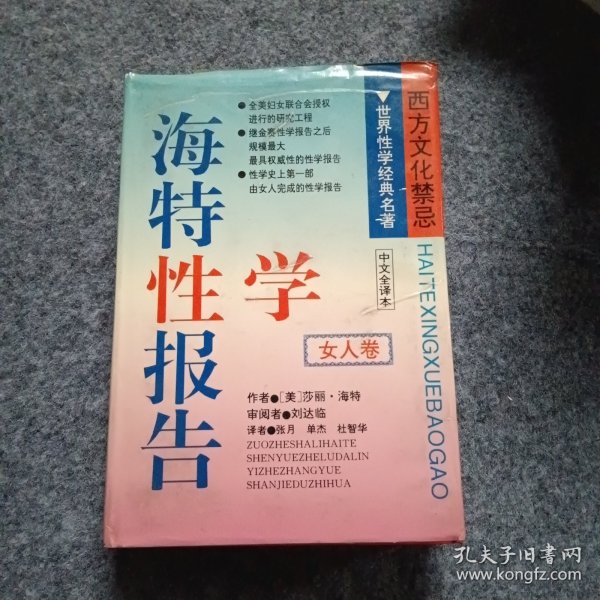 西方文化禁忌
▼世界性学经典名著
●全美妇女联合会授权
进行的研究工程
●继金赛性学报告之后
规模最大
最具权威性的性学报告
●性学史上第一部
由女人完成的性学报告
海特性学报告
中文全译本
HAITEXINGXUEBAOGAO
女人卷
作者●[美]莎丽·海特
审阅者●刘达临
译者●张月 单杰 杜智华
ZUOZHESHALIHAITE
SHENYUEZHELUDALIN
YIZHEZHANGYUE
SHANJIEDUZHIHUA
孔夫子旧书网
www.kongfz.com